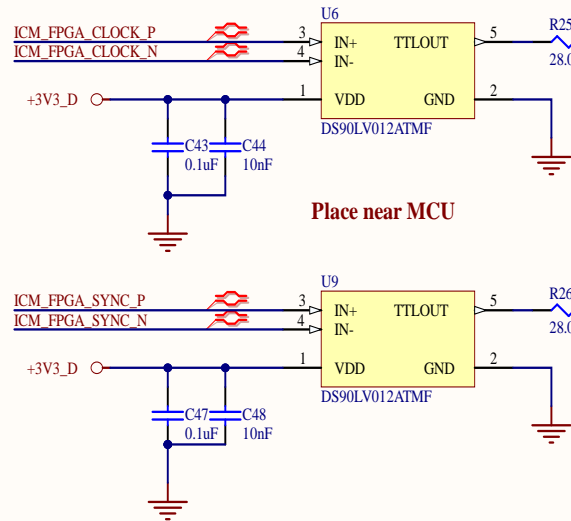 U6
R25
ICM_FPGA_CLOCK_P
3
IN+
TTLOUT
5
ICM_FPGA_CLOCK_N
4
IN-
28.0
+3V3_D
1
VDD
GND
2
DS90LV012ATMF
C43
C44
0.1uF
10nF
Place near MCU
U9
R26
ICM_FPGA_SYNC_P
3
IN+
TTLOUT
5
ICM_FPGA_SYNC_N
4
IN-
28.0
+3V3_D
1
VDD
GND
2
DS90LV012ATMF
C47
C48
0.1uF
10nF